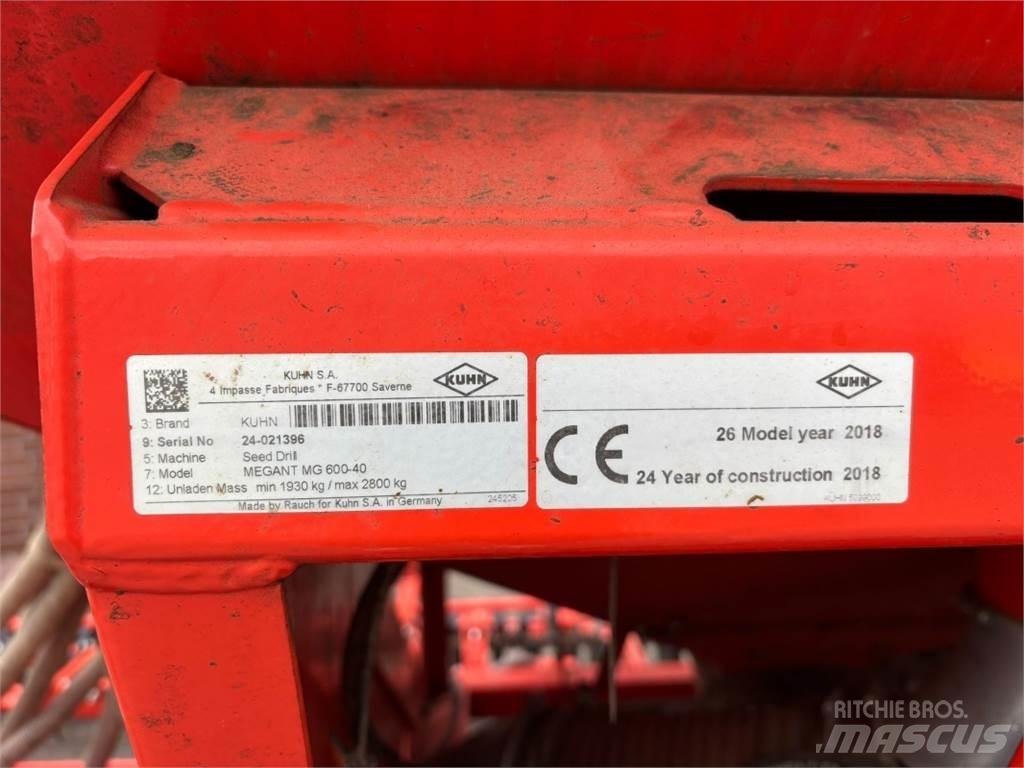 KUHN S.A.
4 Impasse Fabriques * F-67700 Saverne
KUHN
3: Brand KUHN
9: Serial No 24-021396
5: Machine Seed Drill
7: Model MEGANT MG 600-40
12: Unladen Mass min 1930 kg / max 2800 kg
245205
Made by Rauch for Kuhn S.A. in Germany
KUHN
CE
26 Model year 2018
24 Year of construction 2018
RITCHIE BROS.
MASCUS